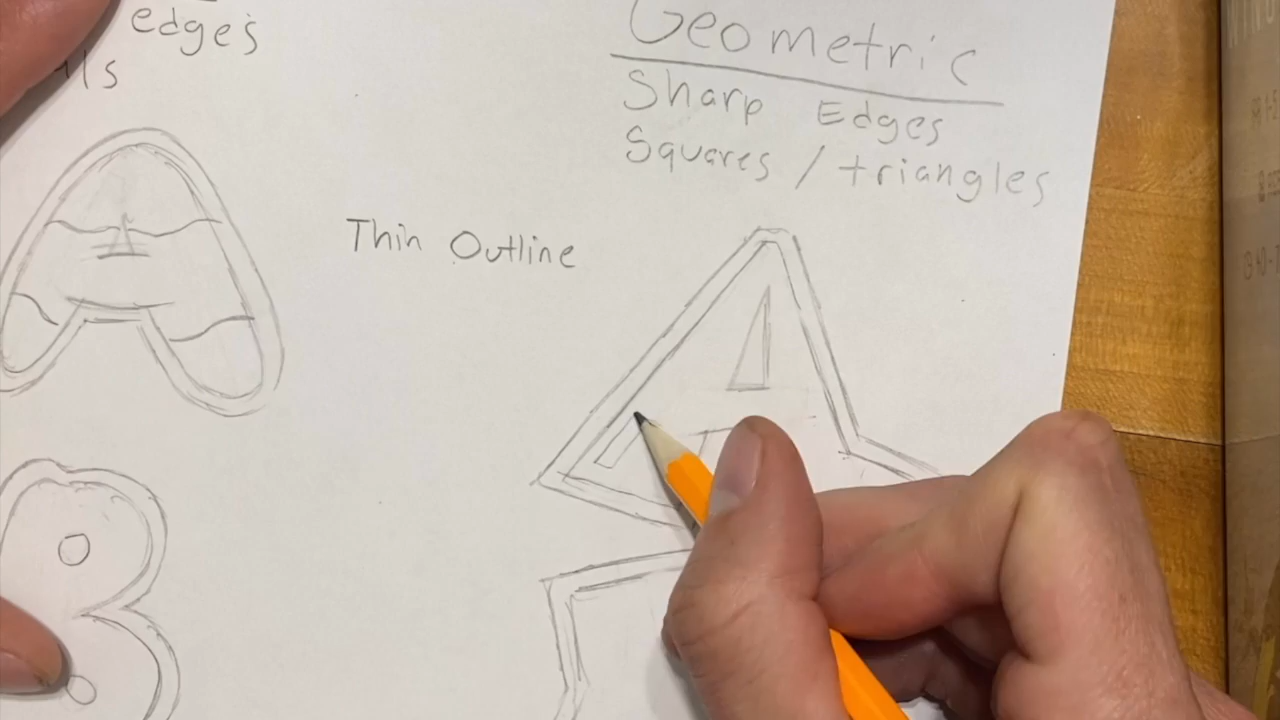 edges
Geometric
Sharp Edges
Squares / triangles
Thin Outline
A
A
B